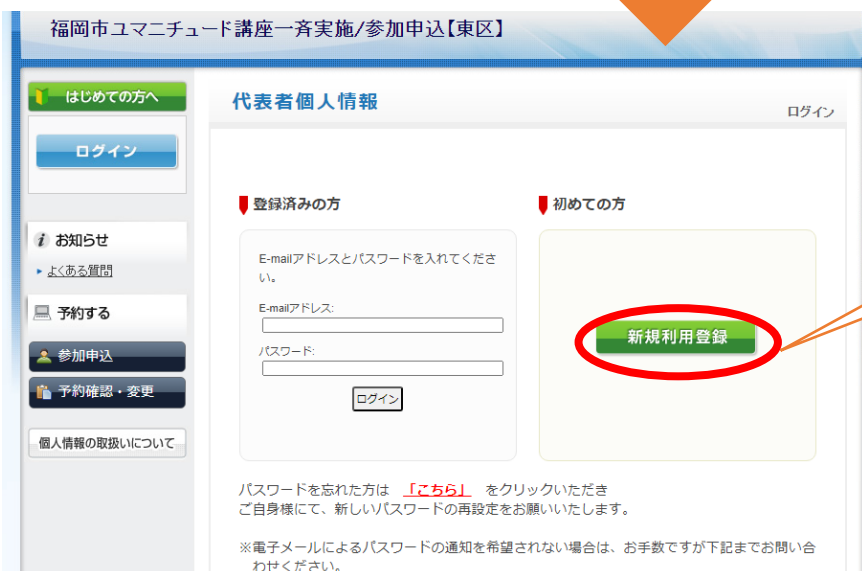 福岡市ユマニチュード講座一斉実施/参加申込【東区】
はじめての方へ
ログイン
お知らせ
よくある質問
予約する
参加申込
予約確認・変更
個人情報の取扱いについて
代表者個人情報
ログイン
登録済みの方
E-mailアドレスとパスワードを入れてくださ
い。
E-mailアドレス:
パスワード:
ログイン
初めての方
新規利用登録
パスワードを忘れた方は 「こちら」 をクリックいただき
ご自身様にて、新しいパスワードの再設定をお願いいたします。
※電子メールによるパスワードの通知を希望されない場合は、お手数ですが下記までお問い合
わせください。